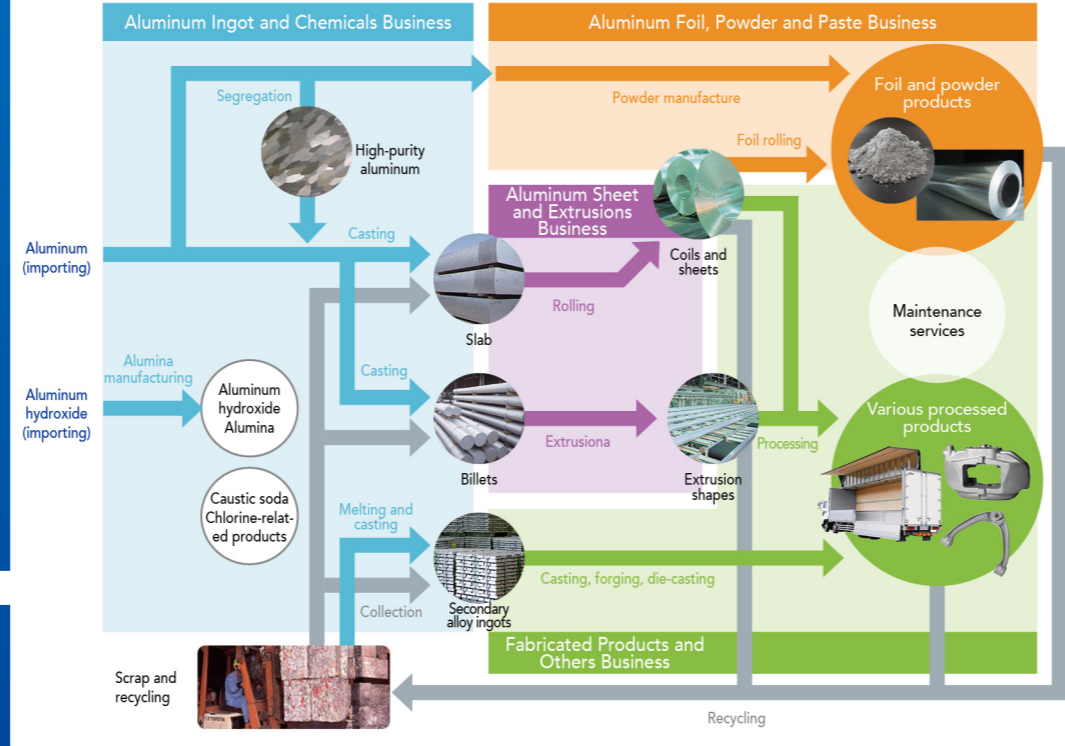 Aluminum Ingot and Chemicals Business
Aluminum Foil, Powder and Paste Business
Segregation
High-purity
aluminum
Powder manufacture
Foil rolling
Foil and powder
products
Aluminum
(importing)
Casting
Slab
Aluminum Sheet
and Extrusions
Business
Rolling
Coils and
sheets
Maintenance
services
Alumina
manufacturing
Aluminum
hydroxide
(importing)
Aluminum
hydroxide
Alumina
Casting
Billets
Extrusiona
Extrusion
shapes
Processing
Various processed
products
Caustic soda
Chlorine-relat-
ed products
Melting and
casting
Collection
Secondary
alloy ingots
Casting, forging, die-casting
Fabricated Products and
Others Business
Scrap and
recycling
Recycling